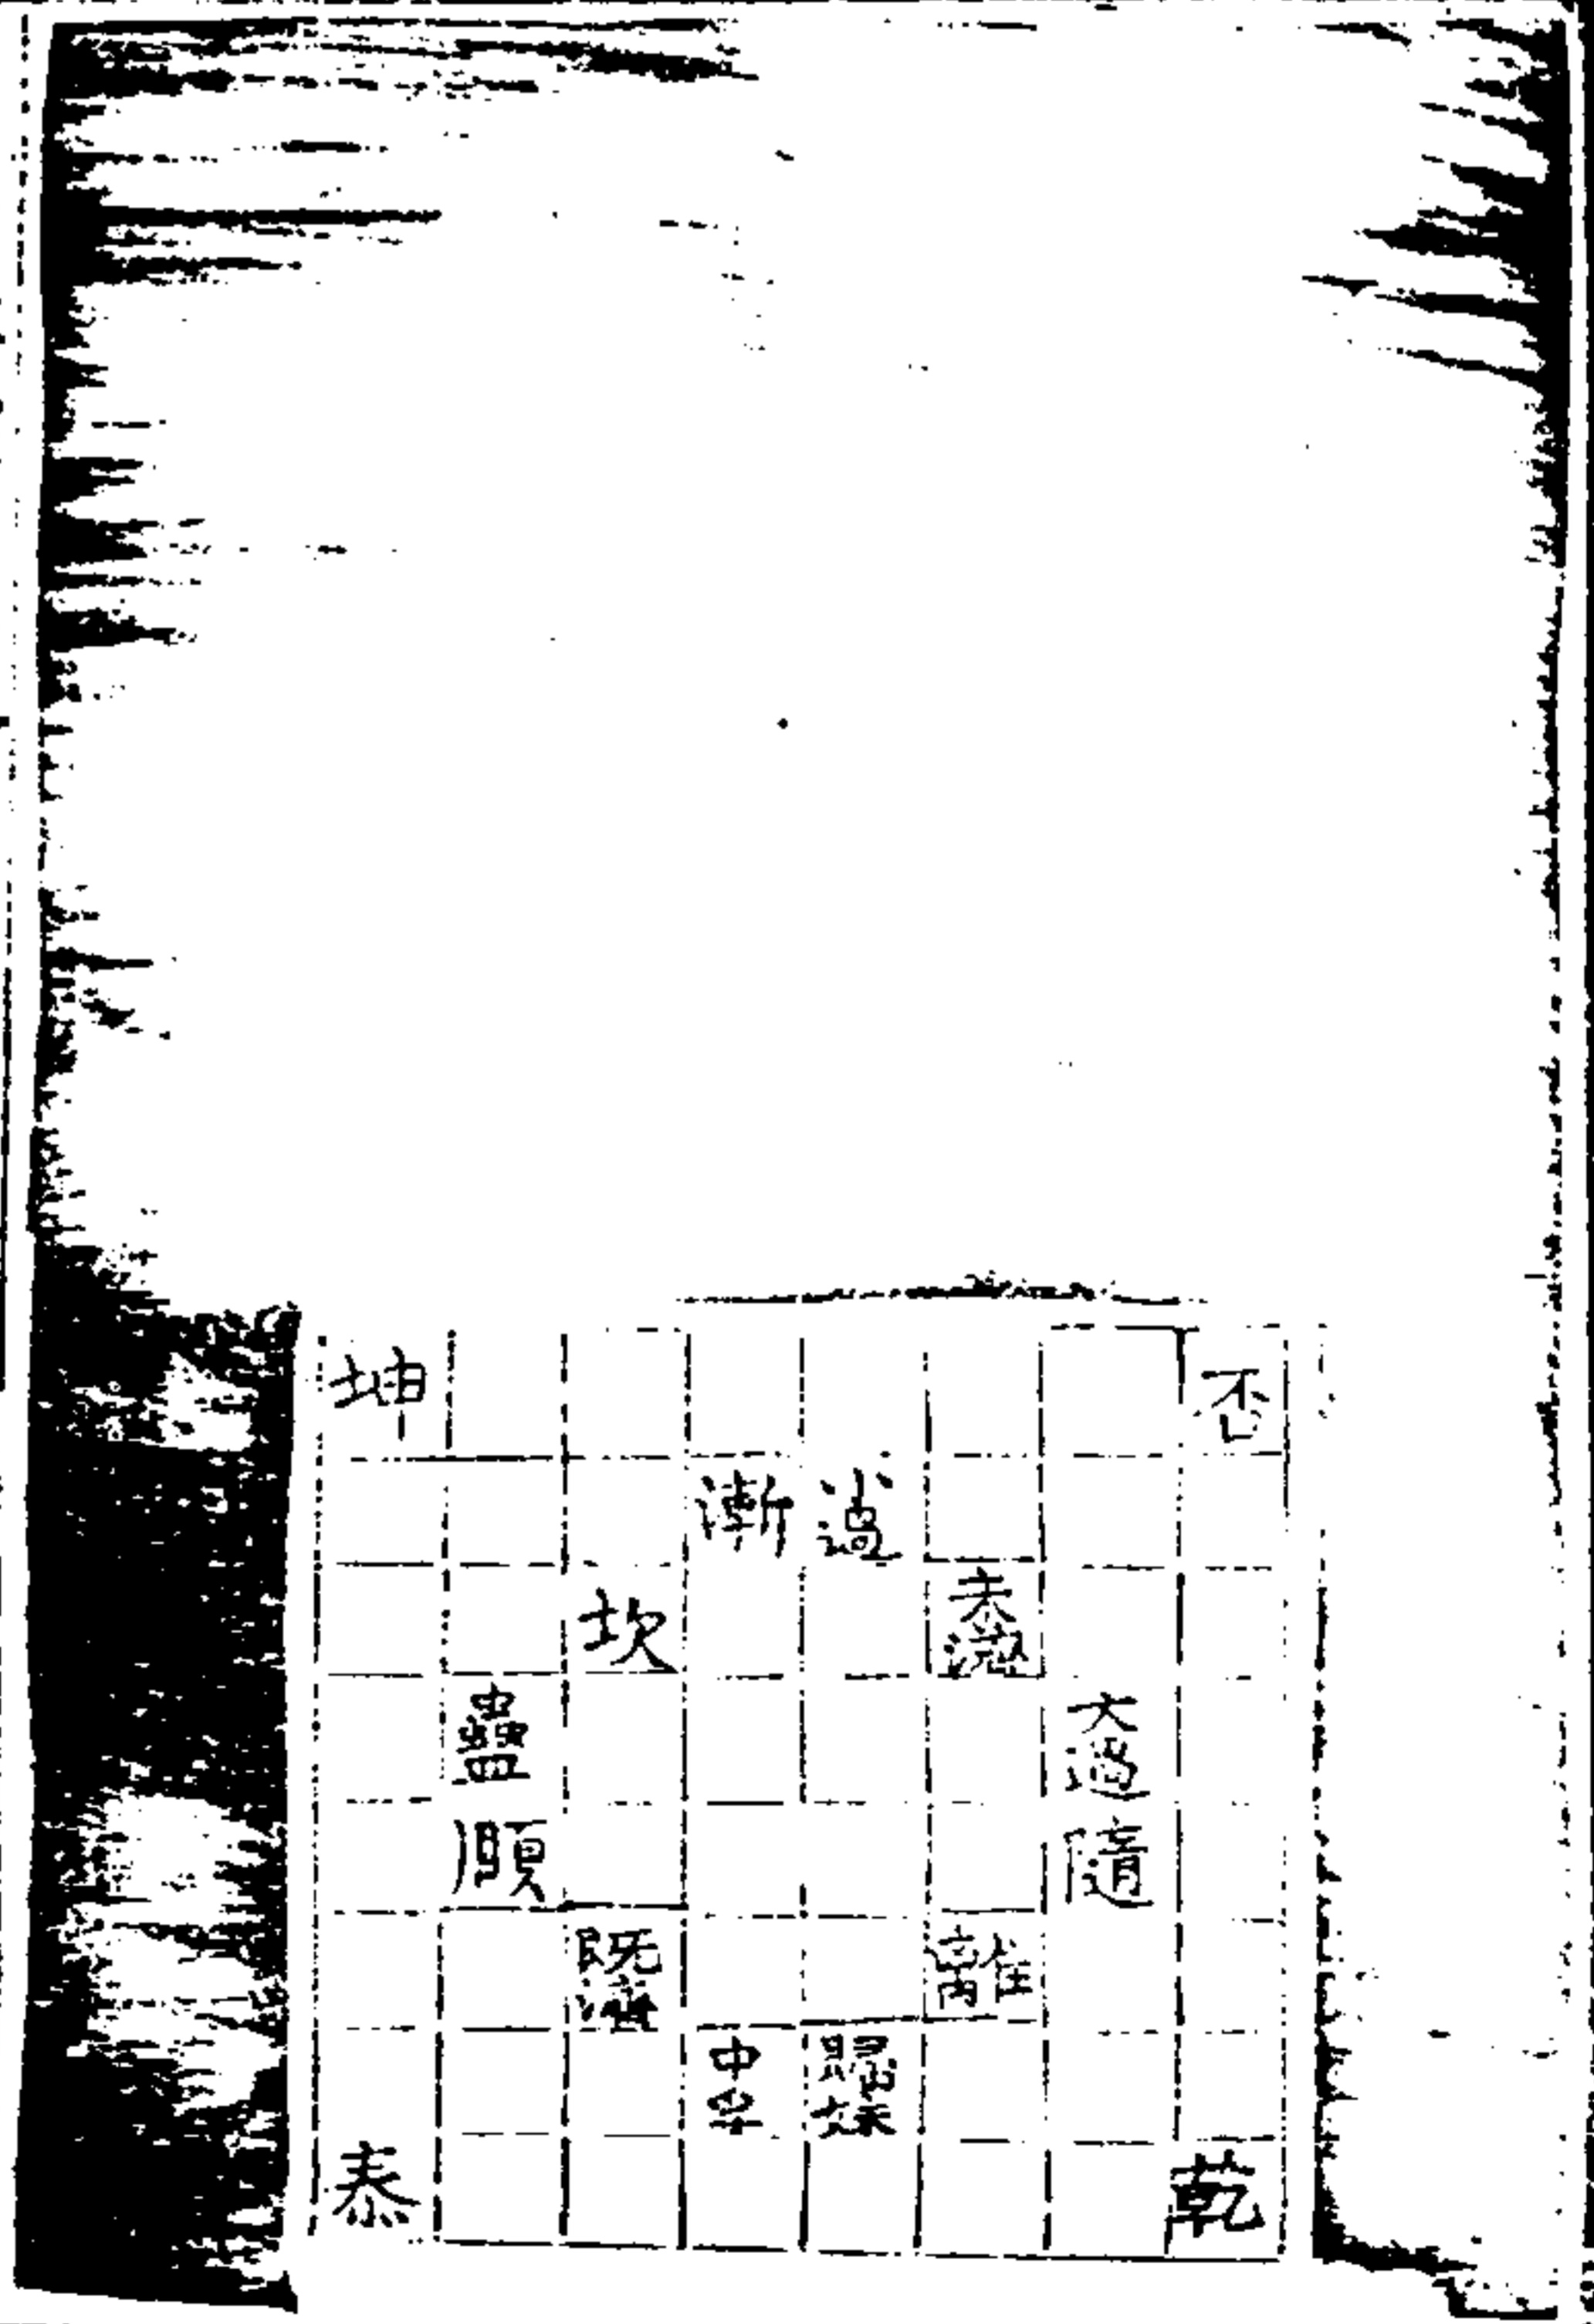 否
乾
大過
隨
未濟
離
小過
歸妹
漸
中孚
坎
既濟
蠱
頤
坤
泰